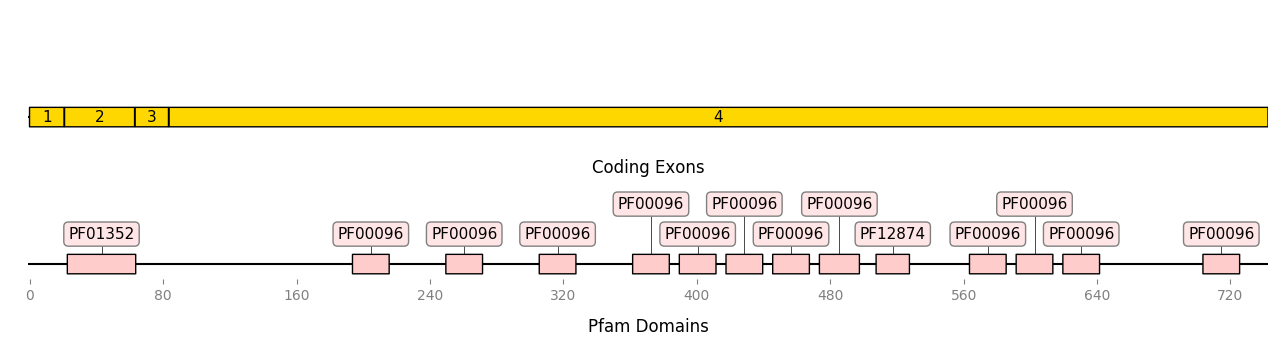 1 2 3 4
Coding Exons
PF00096 PF00096 PF00096 PF00096
PF01352 PF00096 PF00096 PF00096 PF00096 PF00096 PF12874 PF00096 PF00096 PF00096
0 80 160 240 320 400 480 560 640 720
Pfam Domains